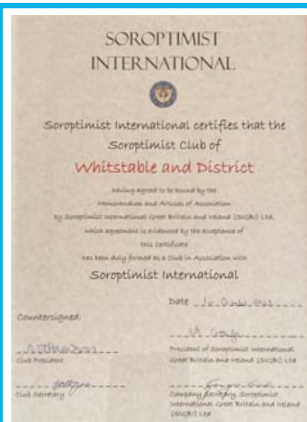 SOROPTIMIST
INTERNATIONAL
Soroptimist International certifies that the
Soroptimist Club of
Whitstable and District
having agreed to be bound by the
Memorandum and Articles of Association
by Soroptimist International Great Britain and Ireland (SIGBI) Ltd,
which agreement is evidenced by the acceptance of
this Certificate
has been duly formed as a Club in Association with
Soroptimist International
Date
Countersigned:
Club President
President of Soroptimist International
Great Britain and Ireland (SIGBI) Ltd
Club Secretary
Company Secretary, Soroptimist
International Great Britain and Ireland
(SIGBI) Ltd